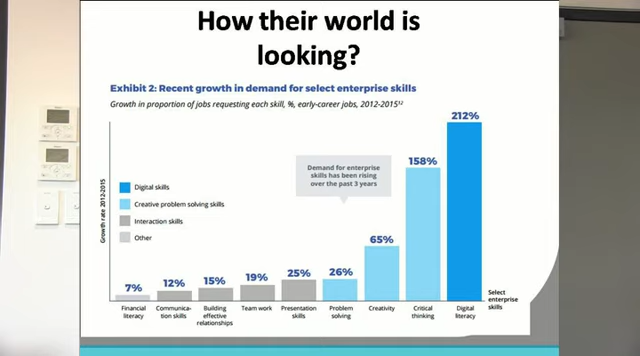 How their world is
looking?
Exhibit 2: Recent growth in demand for select enterprise skills
Growth in proportion of jobs requesting each skill, %, early-career jobs, 2012-2015¹²
Growth rate 2012-2015
Digital skills
Creative problem solving skills
Interaction skills
Other
Demand for enterprise
skills has been rising
over the past 3 years
7%
12%
15%
19%
25%
26%
65%
158%
212%
Financial
literacy
Communica-
tion skills
Building
effective
relationships
Team work
Presentation
skills
Problem
solving
Creativity
Critical
thinking
Digital
literacy
Select
enterprise
skills